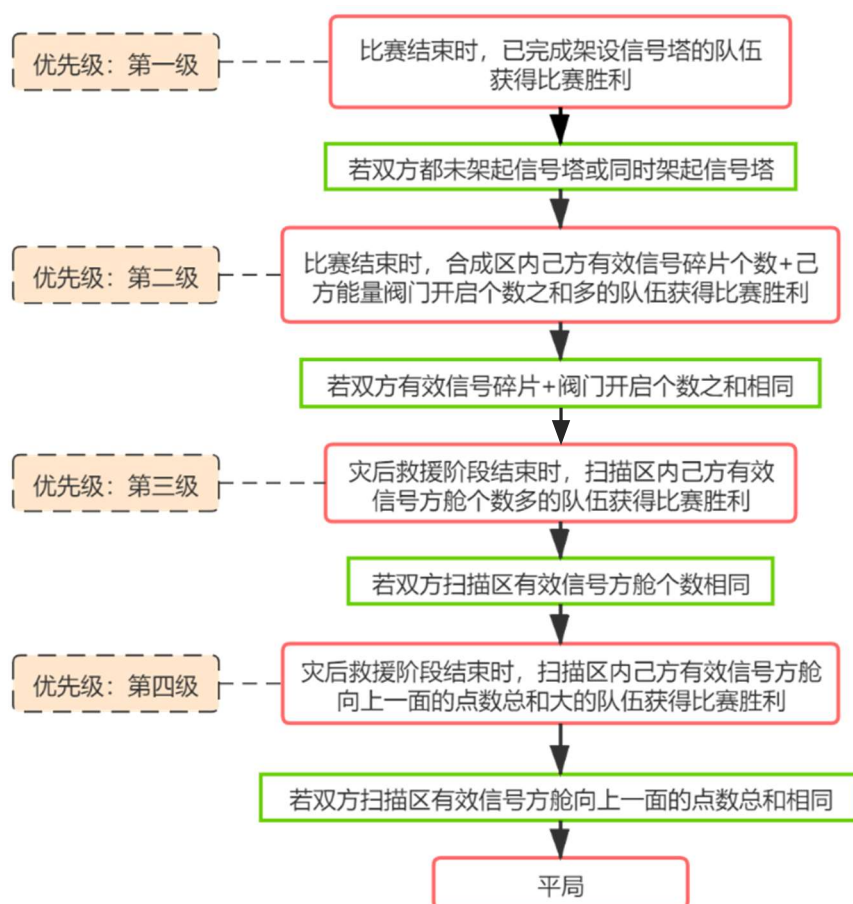 优先级：第一级
比赛结束时，已完成架设信号塔的队伍
获得比赛胜利
若双方都未架起信号塔或同时架起信号塔
优先级：第二级
比赛结束时，合成区内己方有效信号碎片个数+己
方能量阀门开启个数之和多的队伍获得比赛胜利
若双方有效信号碎片+阀门开启个数之和相同
优先级：第三级
灾后救援阶段结束时，扫描区内己方有效
信号方舱个数多的队伍获得比赛胜利
若双方扫描区有效信号方舱个数相同
优先级：第四级
灾后救援阶段结束时，扫描区内己方有效信号方舱
向上一面的点数总和大的队伍获得比赛胜利
若双方扫描区有效信号方舱向上一面的点数总和相同
平局